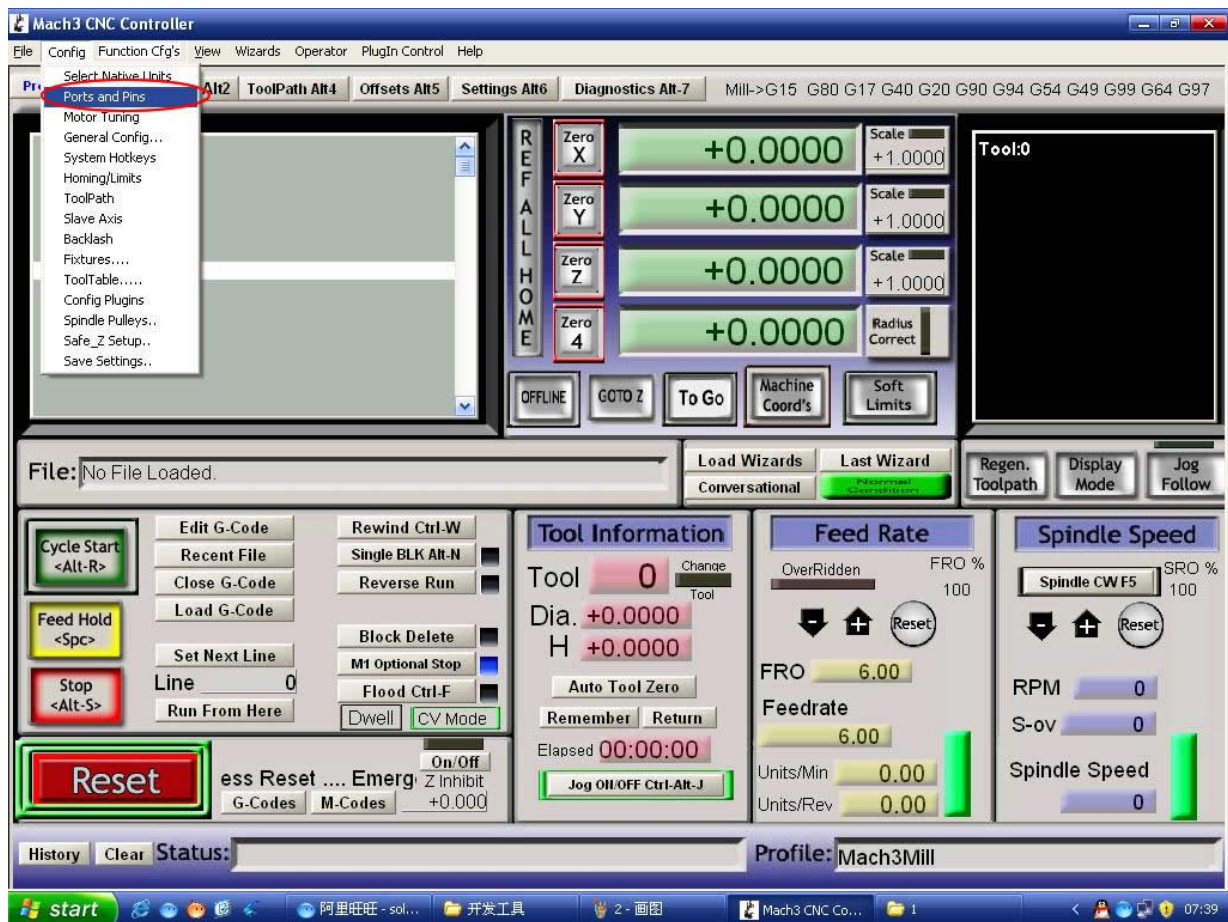 Mach3 CNC Controller
File Config Function Cfg's View Wizards Operator PlugIn Control Help
Select Native Units
Ports and Pins
Motor Tuning
General Config...
System Hotkeys
Homing/Limits
ToolPath
Slave Axis
Backlash
Fixtures....
ToolTable.....
Config Plugins
Spindle Pulleys..
Safe_Z Setup..
Save Settings..
Alt2 ToolPath Alt4 Offsets Alt5 Settings Alt6 Diagnostics Alt-7 Mill->G15 G80 G17 G40 G20 G90 G94 G54 G49 G99 G64 G97
REF ALL HOME
Zero X +0.0000 Scale +1.0000
Zero Y +0.0000 Scale +1.0000
Zero Z +0.0000 Scale +1.0000
Zero 4 +0.0000 Radius Correct
OFFLINE GOTO Z To Go Machine Coord's Soft Limits
Tool:0
File: No File Loaded.
Load Wizards Last Wizard
Conversational Normal Condition
Regen. Toolpath Display Mode Jog Follow
Cycle Start <Alt-R>
Feed Hold <Spc>
Stop <Alt-S>
Edit G-Code
Recent File
Close G-Code
Load G-Code
Set Next Line
Line 0
Run From Here
Rewind Ctrl-W
Single BLK Alt-N
Reverse Run
Block Delete
M1 Optional Stop
Flood Ctrl-F
Dwell CV Mode
Reset
ess Reset .... Emerg
G-Codes M-Codes
On/Off
Z Inhibit
+0.000
Tool Information
Tool 0 Change Tool
Dia. +0.0000
H +0.0000
Auto Tool Zero
Remember Return
Elapsed 00:00:00
Jog ON/OFF Ctrl-Alt-J
Feed Rate
OverRidden FRO % 100
Reset
FRO 6.00
Feedrate
6.00
Units/Min 0.00
Units/Rev 0.00
Spindle Speed
Spindle CW F5 SRO % 100
Reset
RPM 0
S-ov 0
Spindle Speed
0
History Clear Status:
Profile: Mach3Mill
start 阿里旺旺 - sol... 开发工具 2 - 画图 Mach3 CNC Co... 1 07:39